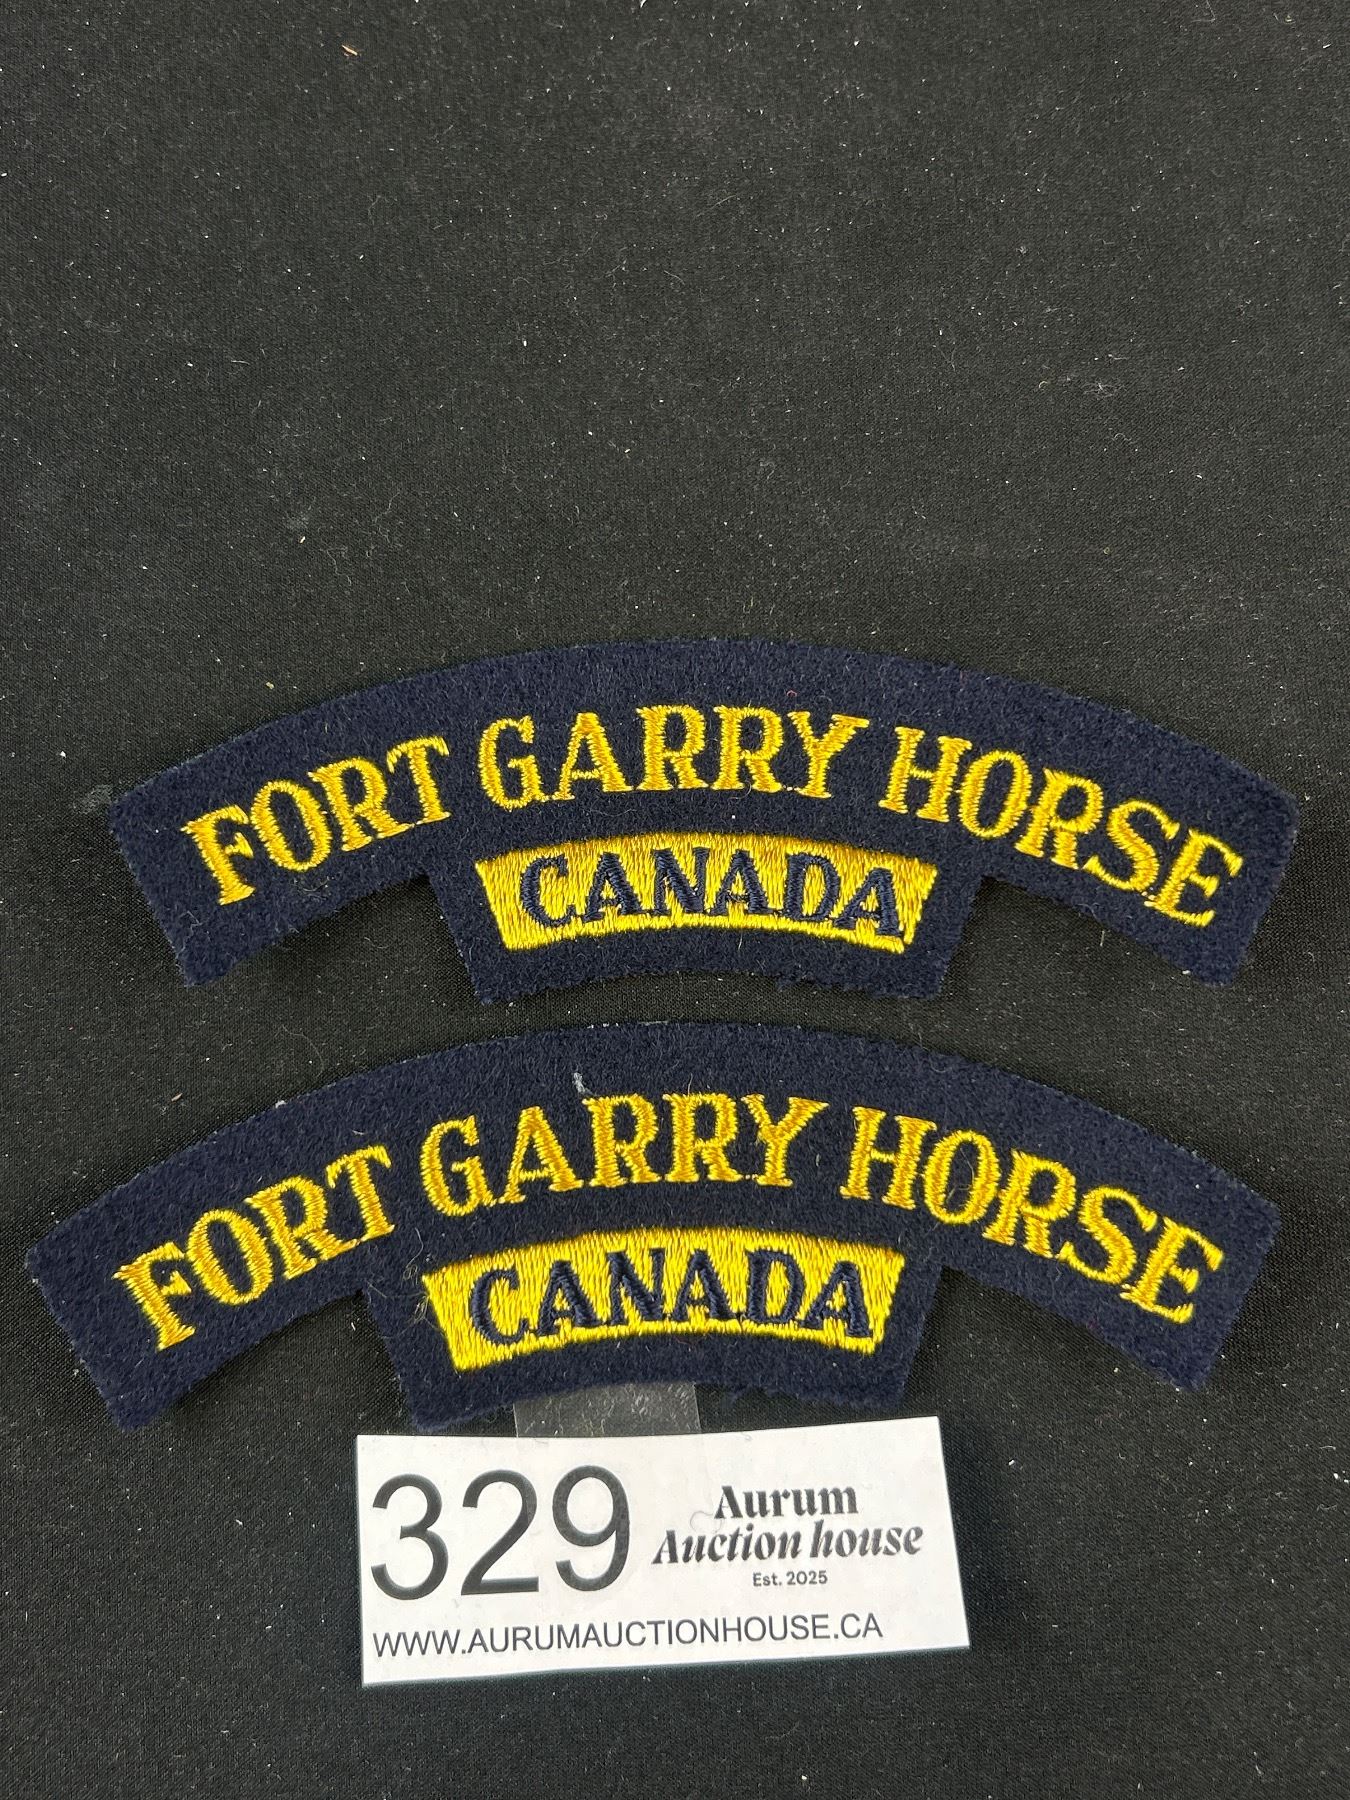 FORT GARRY HORSE
CANADA
FORT GARRY HORSE
CANADA
329
Aurum
Auction house
Est. 2025
WWW.AURUMAUCTIONHOUSE.CA